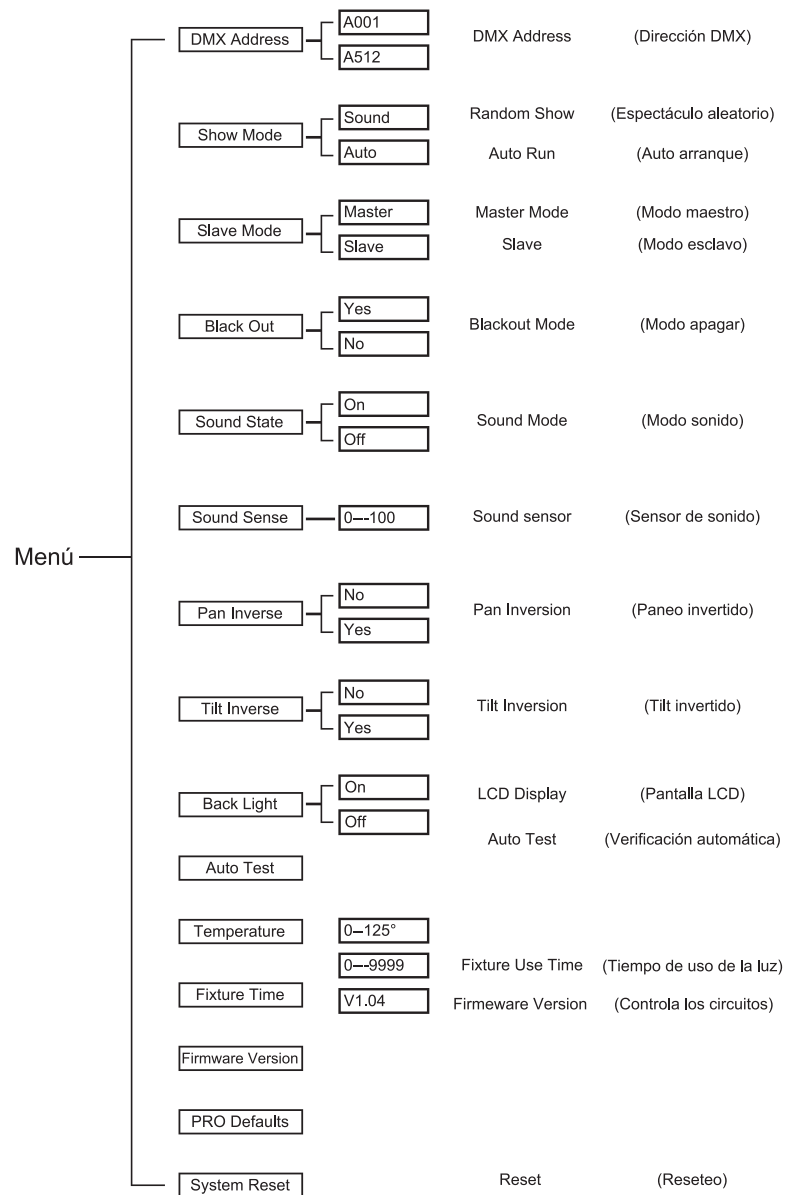 A001
DMX Address DMX Address (Dirección DMX)
A512
Sound Random Show (Espectáculo aleatorio)
Show Mode
Auto Auto Run (Auto arranque)
Master Master Mode (Modo maestro)
Slave Mode
Slave Slave (Modo esclavo)
Yes
Black Out Blackout Mode (Modo apagar)
No
On
Sound State Sound Mode (Modo sonido)
Off
Sound Sense 0---100 Sound sensor (Sensor de sonido)
Menú
No
Pan Inverse Pan Inversion (Paneo invertido)
Yes
No
Tilt Inverse Tilt Inversion (Tilt invertido)
Yes
On
Back Light LCD Display (Pantalla LCD)
Off
Auto Test (Verificación automática)
Auto Test
Temperature 0--125°
0---9999 Fixture Use Time (Tiempo de uso de la luz)
Fixture Time
V1.04 Firmeware Version (Controla los circuitos)
Firmware Version
PRO Defaults
System Reset Reset (Reseteo)